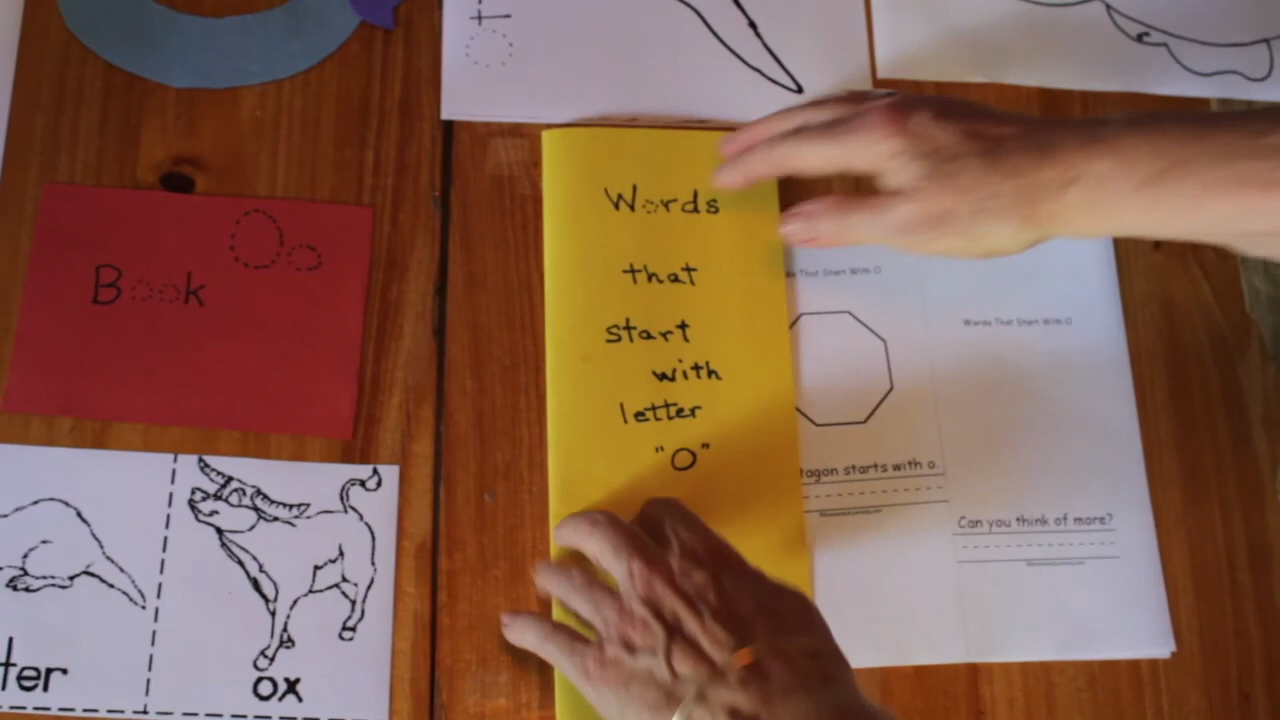 Oo
Book
Words
that
start
with
letter
"O"
That Start With O
tagon starts with o.
Words That Start With O
Can you think of more?
ter
ox